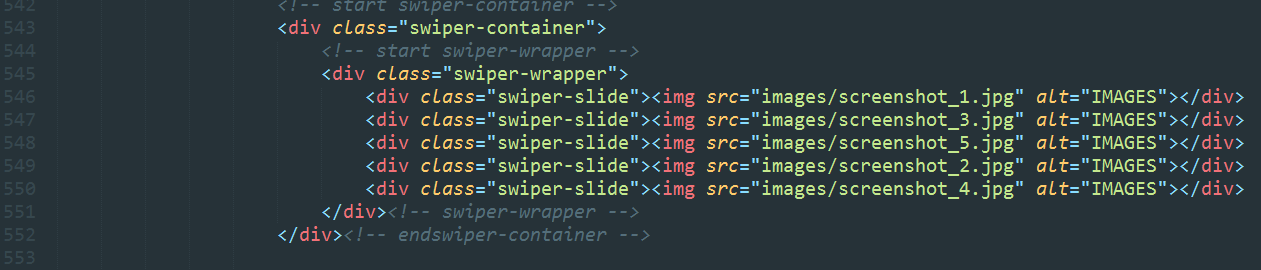 542 <!-- start swiper-container -->
543 <div class="swiper-container">
544 <!-- start swiper-wrapper -->
545 <div class="swiper-wrapper">
546 <div class="swiper-slide"><img src="images/screenshot_1.jpg" alt="IMAGES"></div>
547 <div class="swiper-slide"><img src="images/screenshot_3.jpg" alt="IMAGES"></div>
548 <div class="swiper-slide"><img src="images/screenshot_5.jpg" alt="IMAGES"></div>
549 <div class="swiper-slide"><img src="images/screenshot_2.jpg" alt="IMAGES"></div>
550 <div class="swiper-slide"><img src="images/screenshot_4.jpg" alt="IMAGES"></div>
551 </div><!-- swiper-wrapper -->
552 </div><!-- endswiper-container -->
553